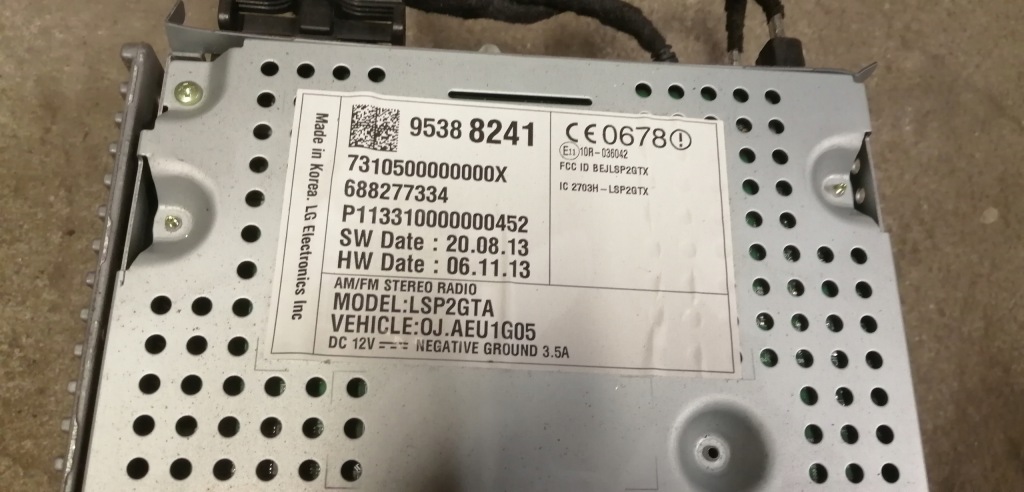 Made in Korea. LG Electronics Inc
9538 8241
7310500000000X
688277334
P113310000000452
SW Date : 20.08.13
HW Date : 06.11.13
CE0678
E11 10R-036042
FCC ID BEJLSP2GTX
IC 2703H-LSP2GTX
AM/FM STEREO RADIO
MODEL:LSP2GTA
VEHICLE:OJ.AEU1G05
DC 12V NEGATIVE GROUND 3.5A